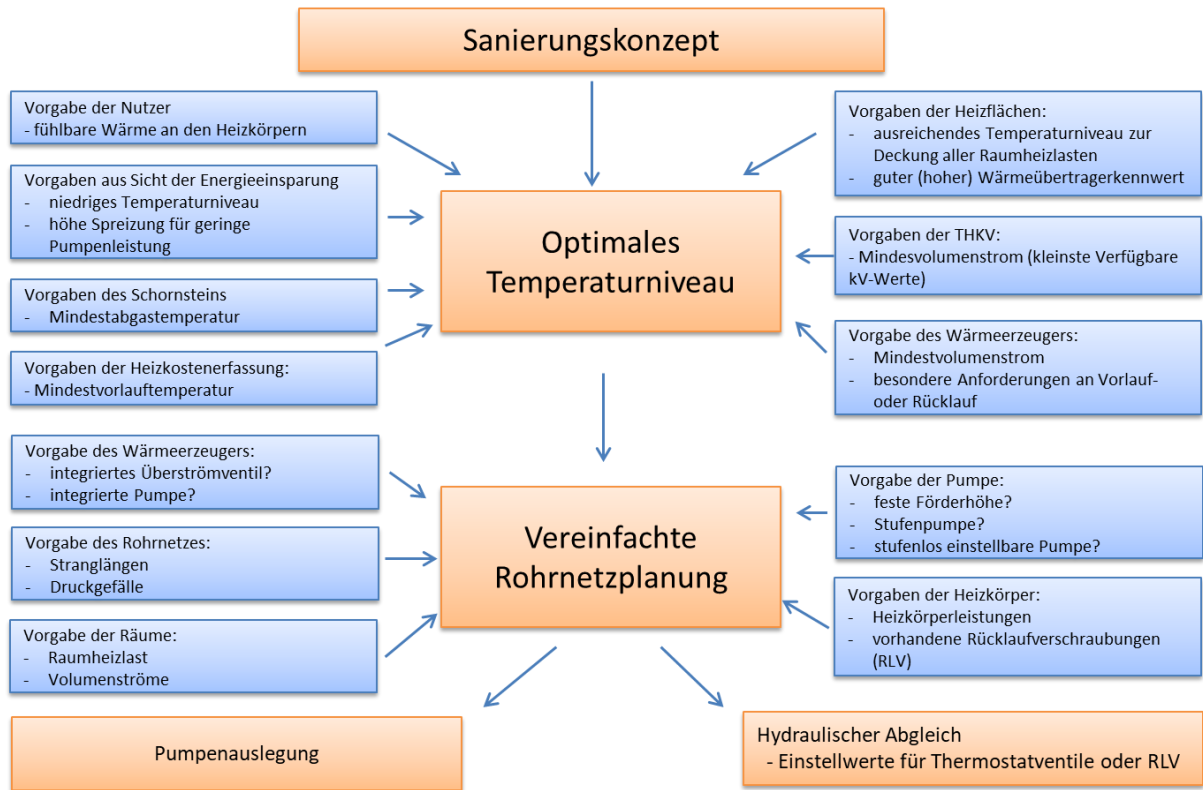 Sanierungskonzept
Vorgabe der Nutzer
- fühlbare Wärme an den Heizkörpern
Vorgaben aus Sicht der Energieeinsparung
- niedriges Temperaturniveau
- höhe Spreizung für geringe
Pumpenleistung
Vorgaben des Schornsteins
- Mindestabgastemperatur
Vorgaben der Heizkostenerfassung:
- Mindestvorlauftemperatur
Optimales
Temperaturniveau
Vorgaben der Heizflächen:
- ausreichendes Temperaturniveau zur
Deckung aller Raumheizlasten
- guter (hoher) Wärmeübertragerkennwert
Vorgaben der THKV:
- Mindesvolumenstrom (kleinste Verfügbare
kV-Werte)
Vorgabe des Wärmeerzeugers:
- Mindestvolumenstrom
- besondere Anforderungen an Vorlauf-
oder Rücklauf
Vorgabe des Wärmeerzeugers:
- integriertes Überströmventil?
- integrierte Pumpe?
Vorgabe des Rohrnetzes:
- Stranglängen
- Druckgefälle
Vorgabe der Räume:
- Raumheizlast
- Volumenströme
Vereinfachte
Rohrnetzplanung
Vorgabe der Pumpe:
- feste Förderhöhe?
- Stufenpumpe?
- stufenlos einstellbare Pumpe?
Vorgaben der Heizkörper:
- Heizkörperleistungen
- vorhandene Rücklaufverschraubungen
(RLV)
Pumpenauslegung
Hydraulischer Abgleich
- Einstellwerte für Thermostatventile oder RLV